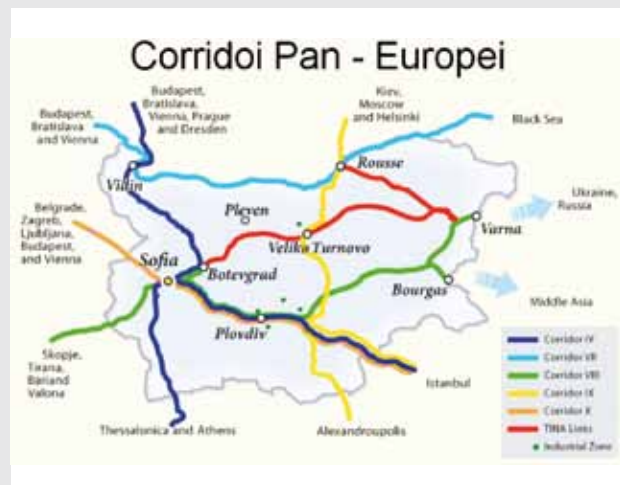 Corridoi Pan - Europei
Budapest,
Bratislava
and Vienna
Budapest,
Bratislava,
Vienna, Prague
and Dresden
Kiev,
Moscow
and Helsinki
Black Sea
Rousse
Vidin
Ukraine,
Russia
Pleven
Varna
Belgrade,
Zagreb,
Ljubljana,
Budapest,
and Vienna
Veliko Turnovo
Sofia
Botevgrad
Bourgas
Middle Asia
Plovdiv
Skopje,
Tirana,
Bari and
Valona
Istanbul
Thessalonica and Athens
Alexandroupolis
Corridor IV
Corridor VII
Corridor VIII
Corridor IX
Corridor X
TINA Links
Industrial Zone